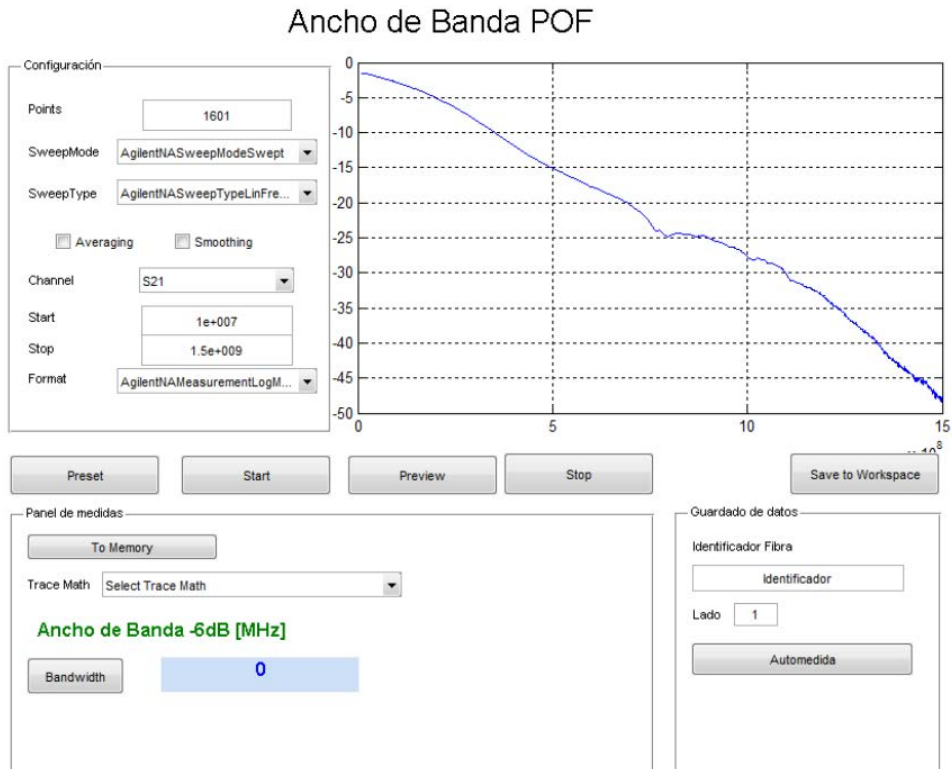 Ancho de Banda POF
Configuración
Points 1601
SweepMode AgilentNASweepModeSwept
SweepType AgilentNASweepTypeLinFre...
Averaging Smoothing
Channel S21
Start 1e+007
Stop 1.5e+009
Format AgilentNAMeasurementLogM...
0
-5
-10
-15
-20
-25
-30
-35
-40
-45
-50
0 5 10 15
10^8
Preset Start Preview Stop Save to Workspace
Panel de medidas
To Memory
Trace Math Select Trace Math
Ancho de Banda -6dB [MHz]
Bandwidth 0
Guardado de datos
Identificador Fibra
Identificador
Lado 1
Automedida